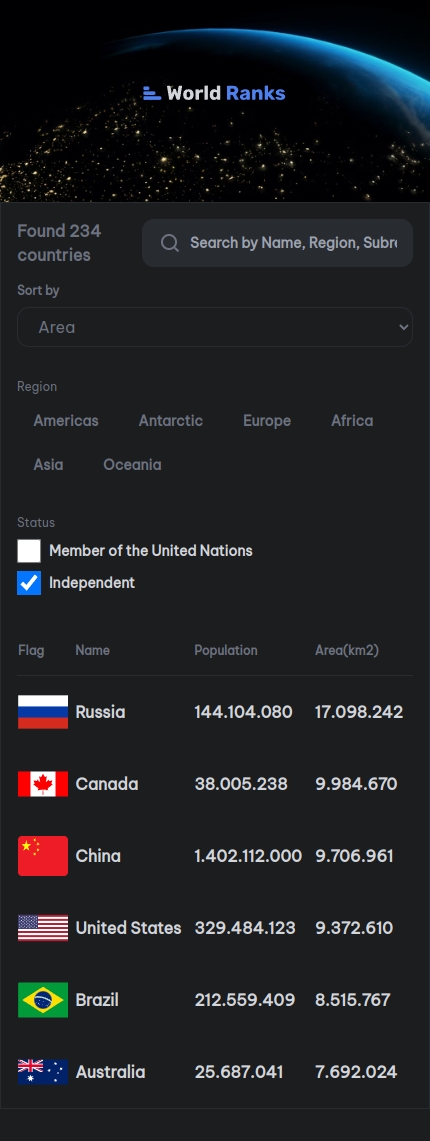 World Ranks
Found 234
countries
Search by Name, Region, Subre
Sort by
Area
Region
Americas Antarctic Europe Africa
Asia Oceania
Status
Member of the United Nations
Independent
Flag Name Population Area(km2)
Russia 144.104.080 17.098.242
Canada 38.005.238 9.984.670
China 1.402.112.000 9.706.961
United States 329.484.123 9.372.610
Brazil 212.559.409 8.515.767
Australia 25.687.041 7.692.024